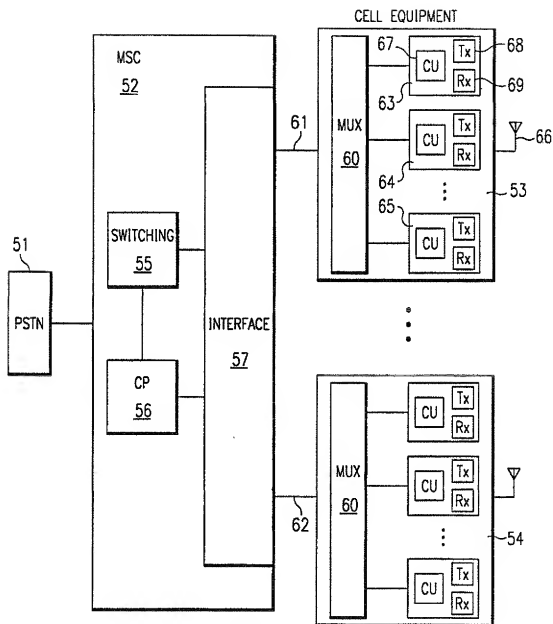 CELL EQUIPMENT
MSC
52
SWITCHING
55
CP
56
INTERFACE
57
51
PSTN
61
62
MUX
60
67
CU
Tx
68
Rx
69
63
CU
Tx
Rx
64
66
65
CU
Tx
Rx
53
MUX
60
CU
Tx
Rx
CU
Tx
Rx
CU
Tx
Rx
54